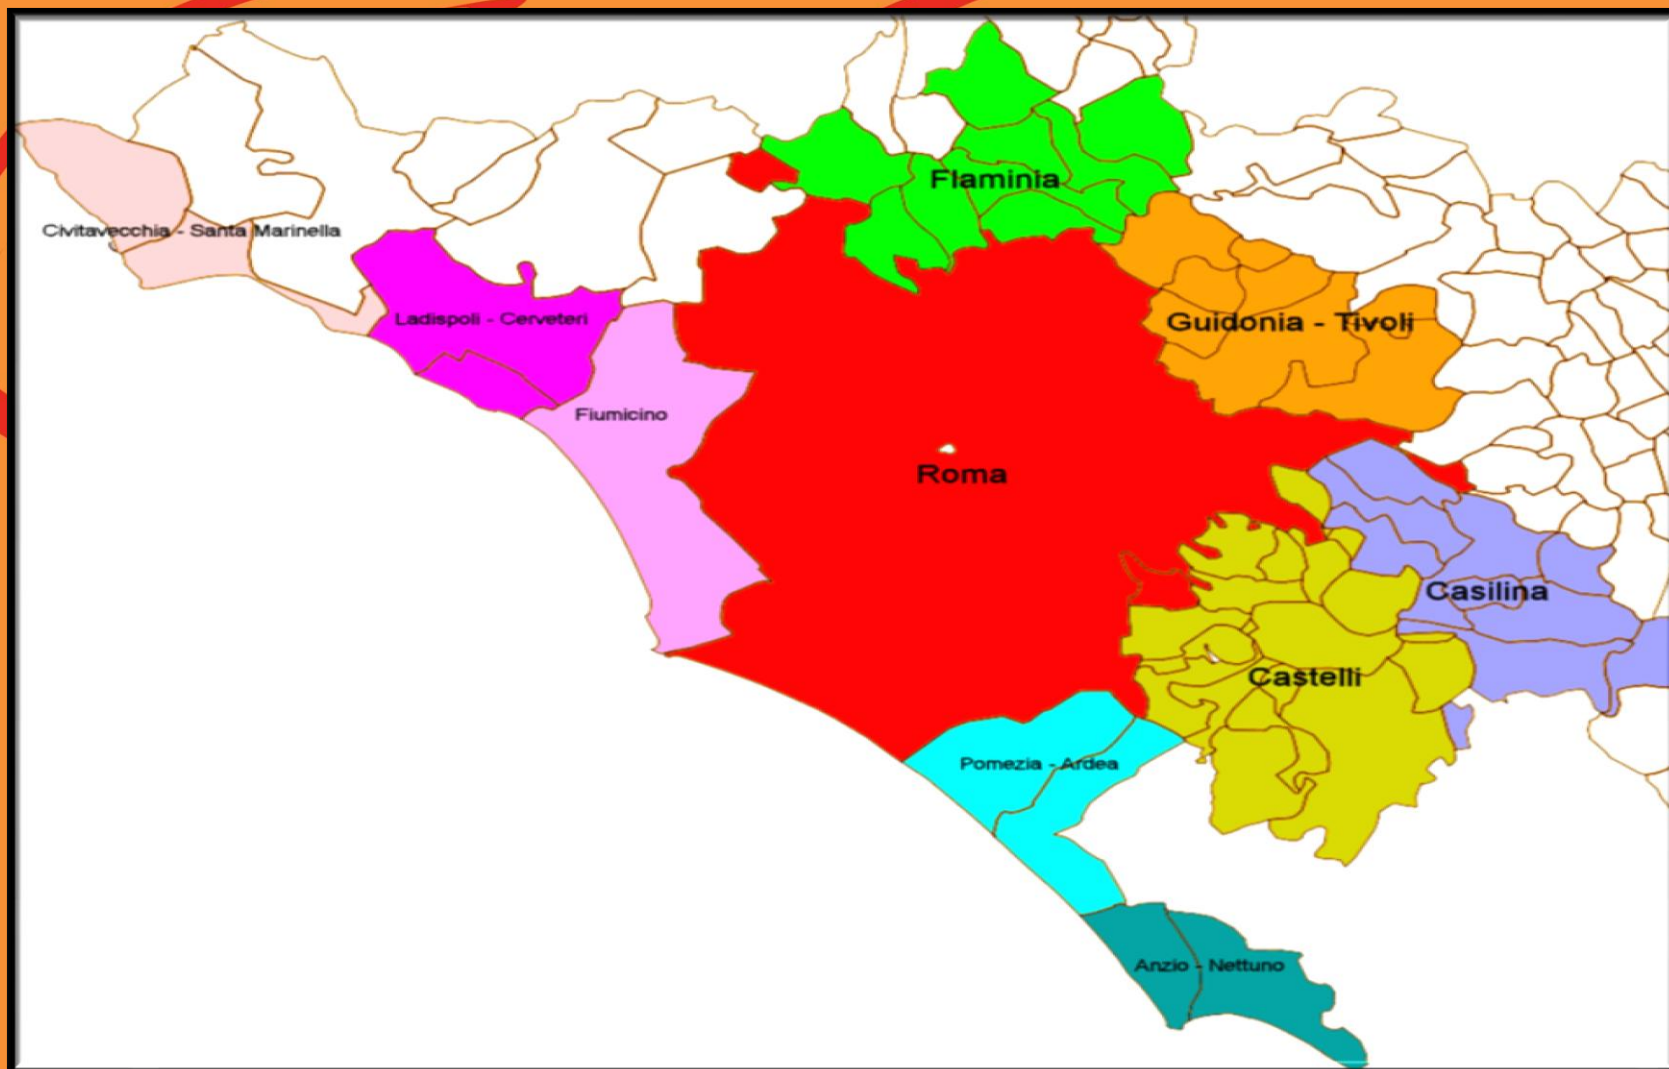 Flaminia
Civitavecchia - Santa Marinella
Ladispoli - Cerveteri
Guidonia - Tivoli
Fiumicino
Roma
Casilina
Castelli
Pomezia - Ardea
Anzio - Nettuno